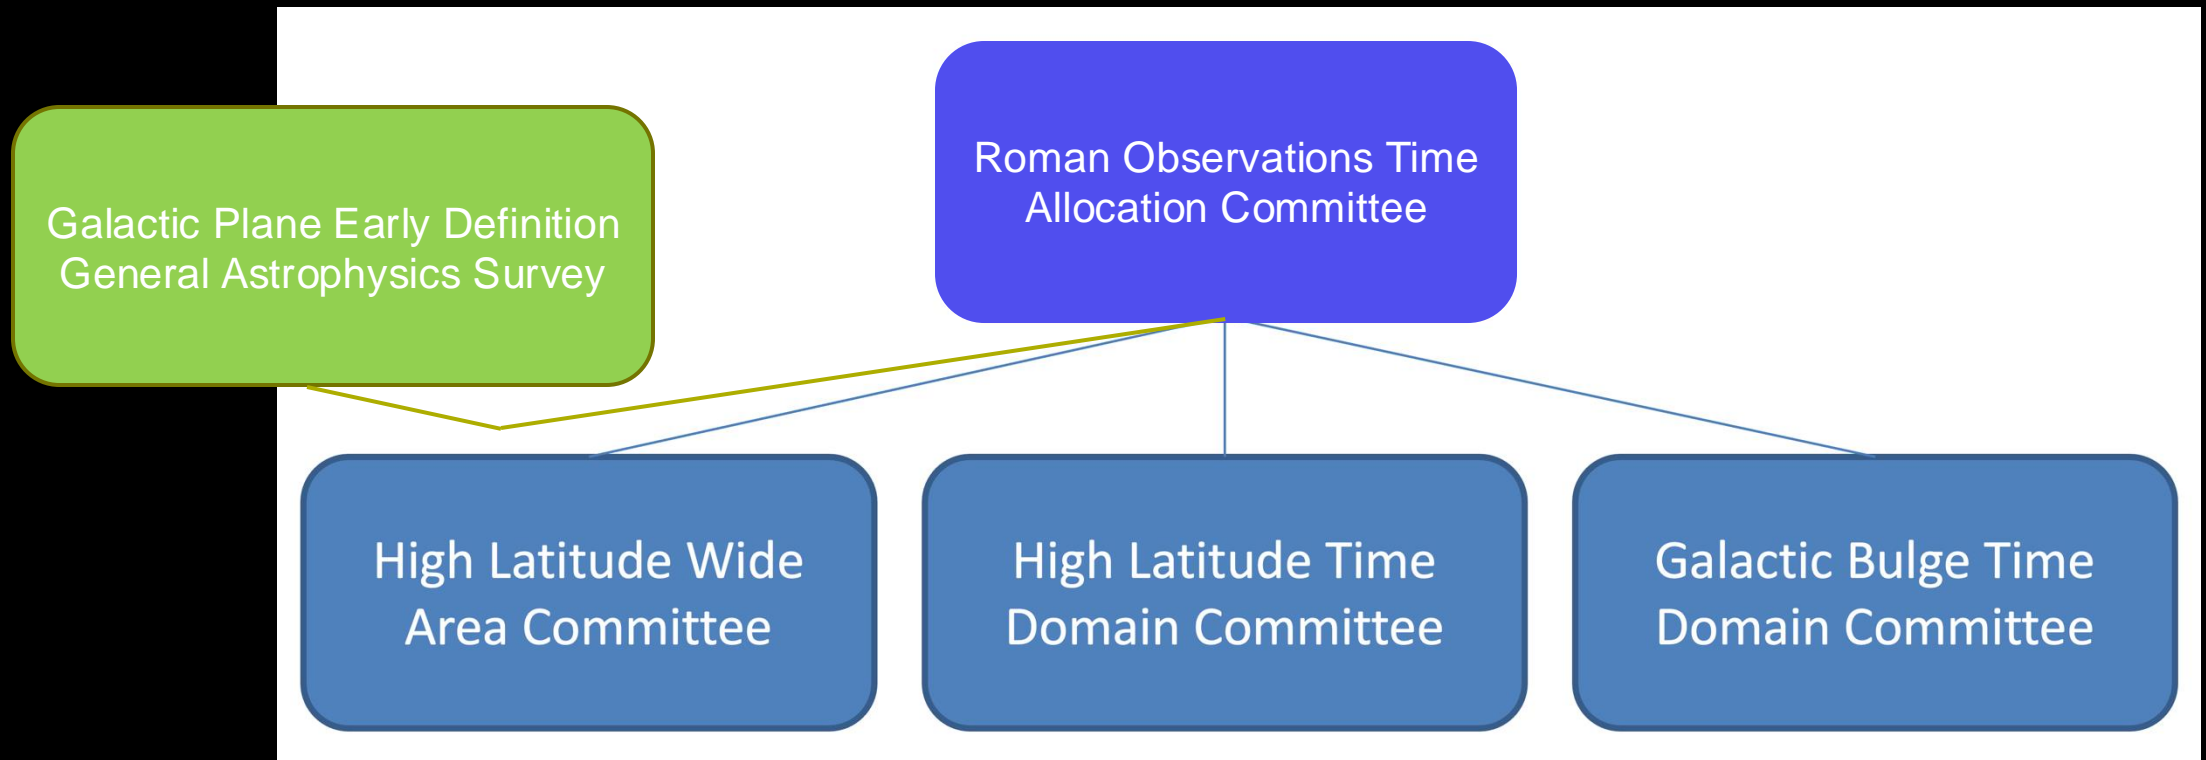 Roman Observations Time
Allocation Committee
Galactic Plane Early Definition
General Astrophysics Survey
High Latitude Wide
Area Committee
High Latitude Time
Domain Committee
Galactic Bulge Time
Domain Committee